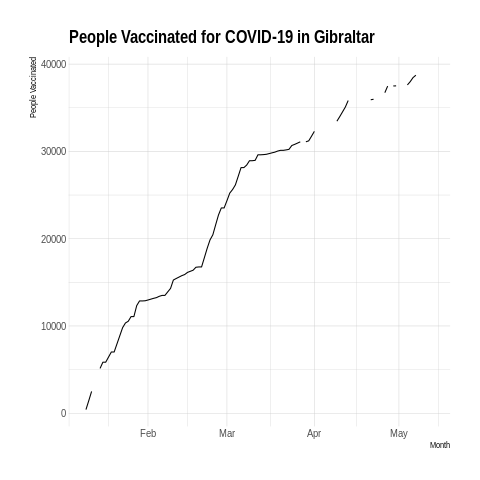 People Vaccinated for COVID-19 in Gibraltar
People Vaccinated
40000
30000
20000
10000
0
Feb Mar Apr May
Month